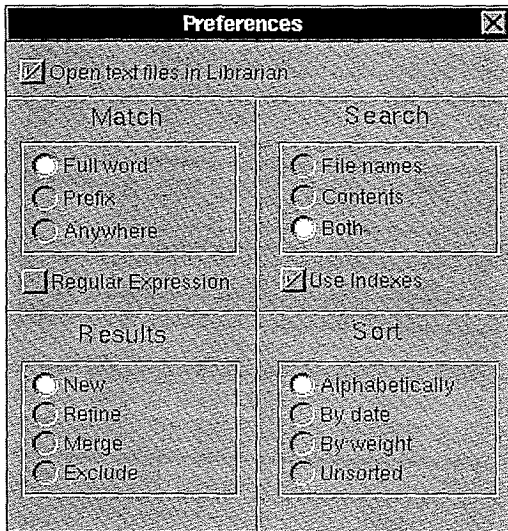 Preferences
Open text files in Librarian
Match
Full word
Prefix
Anywhere
Regular Expression
Search
File names
Contents
Both
Use Indexes
Results
New
Refine
Merge
Exclude
Sort
Alphabetically
By date
By weight
Unsorted